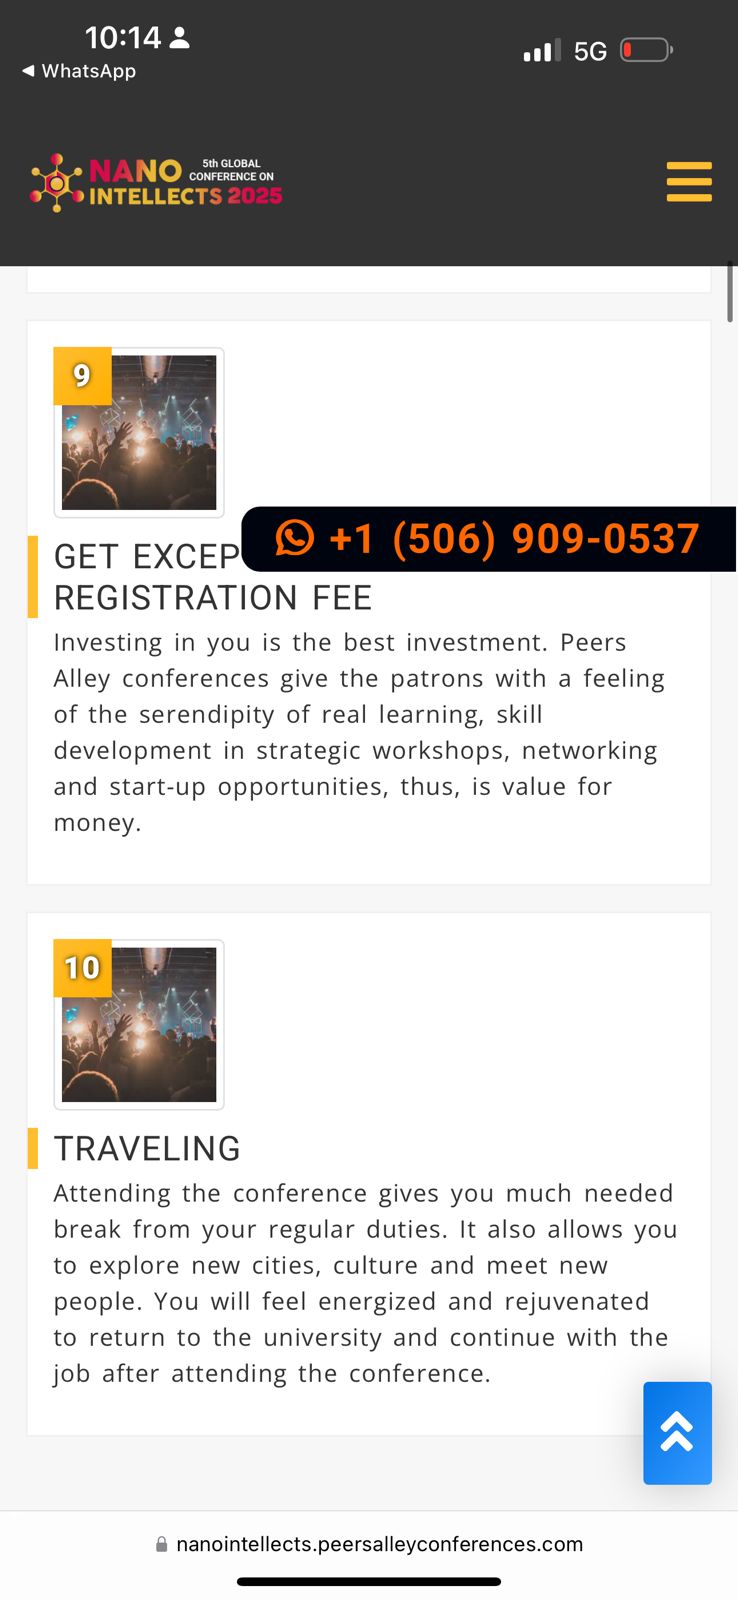 10:14
5G
WhatsApp
NANO
5th GLOBAL
CONFERENCE ON
INTELLECTS 2025
9
+1 (506) 909-0537
GET EXCEP
REGISTRATION FEE
Investing in you is the best investment. Peers
Alley conferences give the patrons with a feeling
of the serendipity of real learning, skill
development in strategic workshops, networking
and start-up opportunities, thus, is value for
money.
10
TRAVELING
Attending the conference gives you much needed
break from your regular duties. It also allows you
to explore new cities, culture and meet new
people. You will feel energized and rejuvenated
to return to the university and continue with the
job after attending the conference.
nanointellects.peersalleyconferences.com